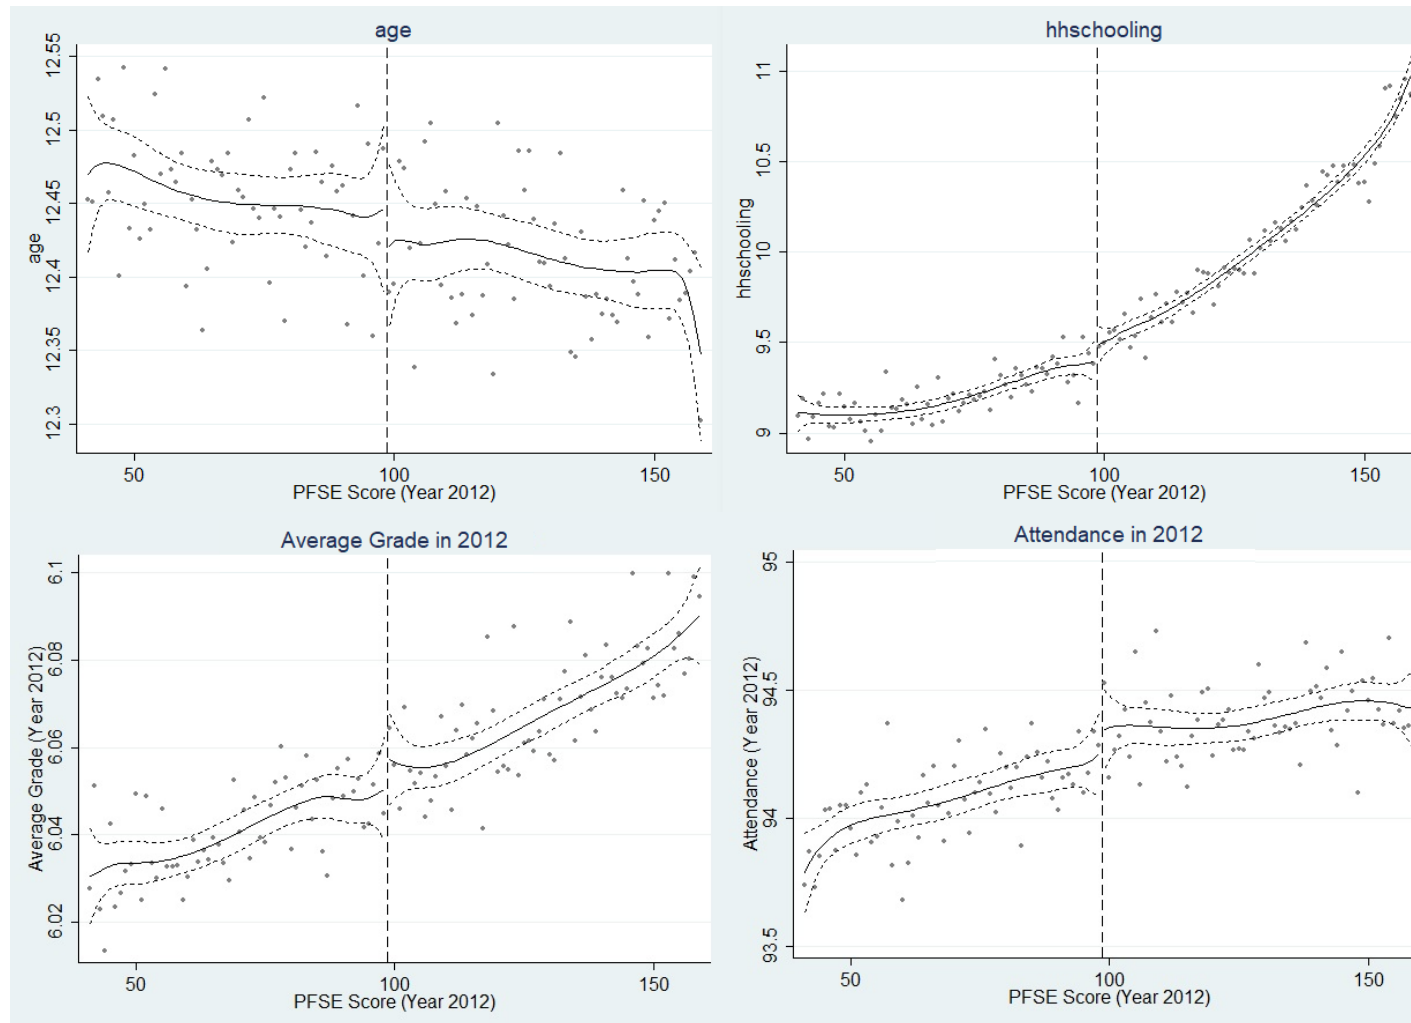 age
12.55
12.5
12.45
12.4
12.35
12.3
age
50
100
150
PFSE Score (Year 2012)
hhschooling
11
10.5
10
9.5
9
hhschooling
50
100
150
PFSE Score (Year 2012)
Average Grade in 2012
6.1
6.08
6.06
6.04
6.02
Average Grade (Year 2012)
50
100
150
PFSE Score (Year 2012)
Attendance in 2012
95
94.5
94
93.5
Attendance (Year 2012)
50
100
150
PFSE Score (Year 2012)